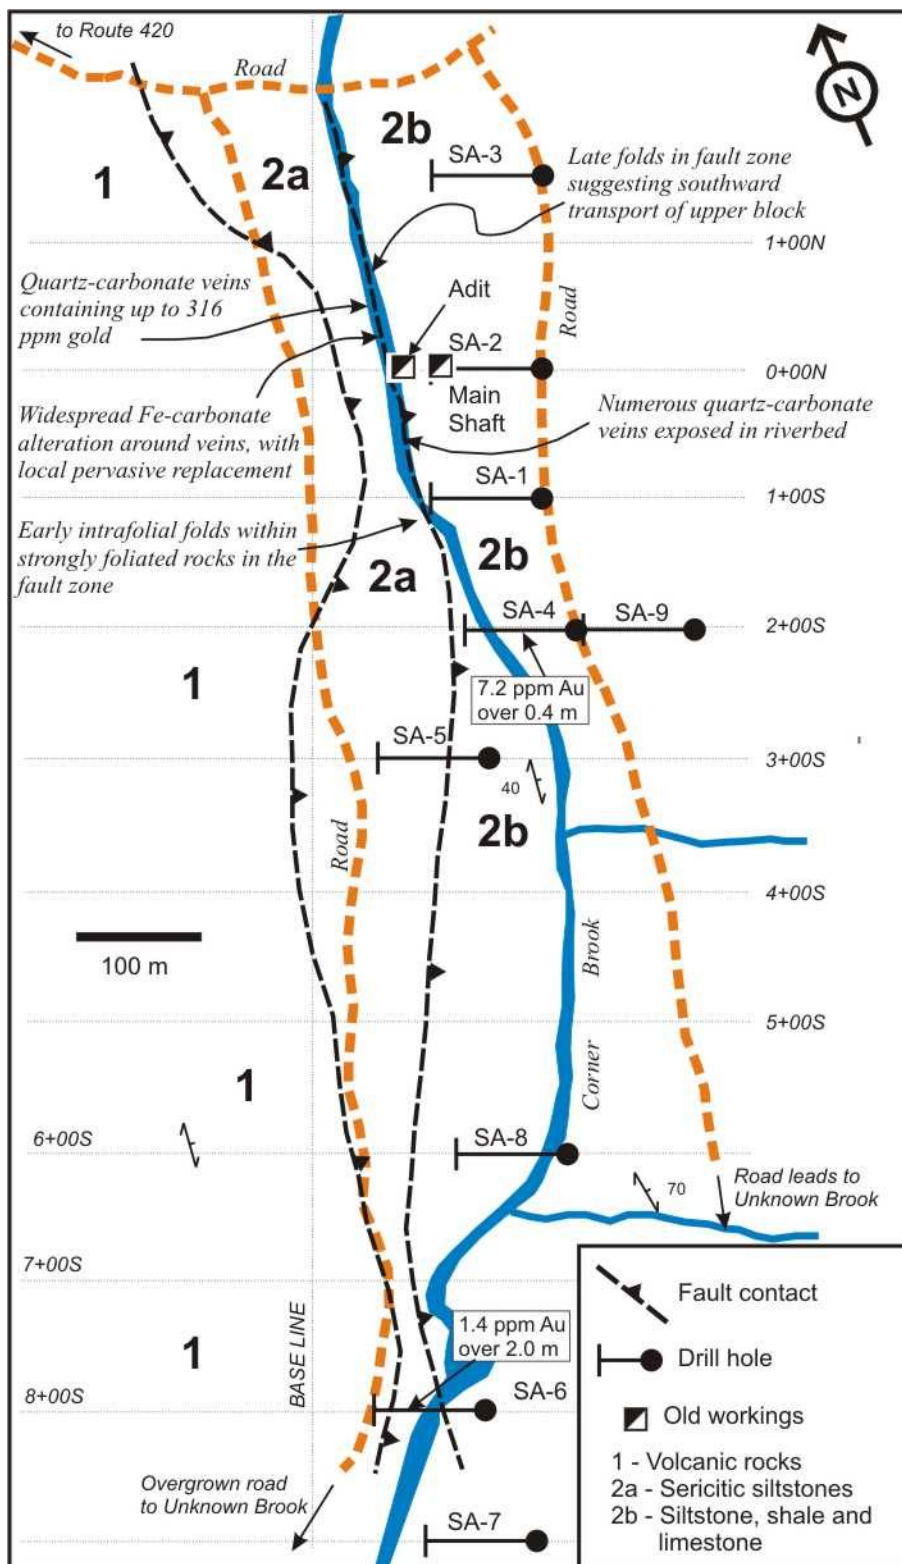 to Route 420
Road
N
2b
SA-3
Late folds in fault zone
suggesting southward
transport of upper block
1
2a
1+00N
Quartz-carbonate veins
containing up to 316
ppm gold
Adit
Road
SA-2
0+00N
Main
Shaft
Widespread Fe-carbonate
alteration around veins, with
local pervasive replacement
Numerous quartz-carbonate
veins exposed in riverbed
SA-1
1+00S
Early intrafolial folds within
strongly foliated rocks in the
fault zone
2b
2a
SA-4
SA-9
2+00S
1
7.2 ppm Au
over 0.4 m
SA-5
3+00S
40
2b
Road
4+00S
100 m
Brook
5+00S
Corner
1
6+00S
SA-8
70
Road leads to
Unknown Brook
7+00S
BASE LINE
1
1.4 ppm Au
over 2.0 m
8+00S
SA-6
Overgrown road
to Unknown Brook
SA-7
Fault contact
Drill hole
Old workings
1 - Volcanic rocks
2a - Sericitic siltstones
2b - Siltstone, shale and
limestone